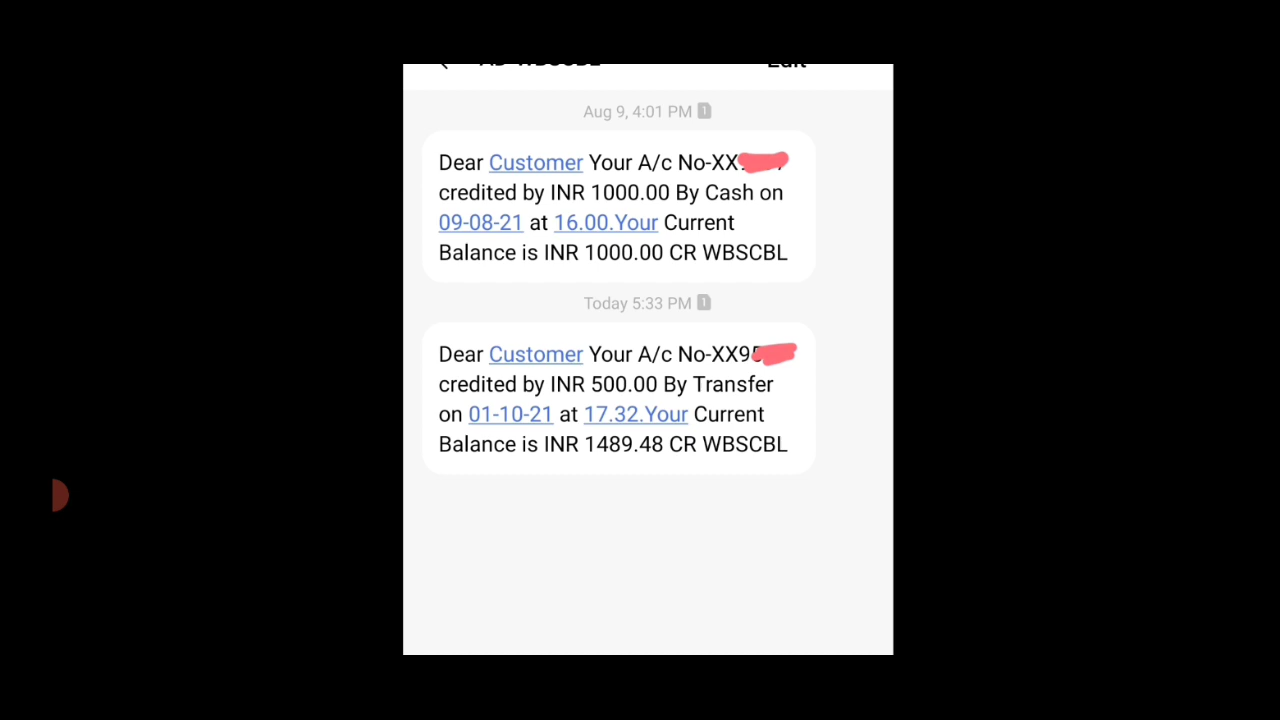 Edit
Aug 9, 4:01 PM 1
Dear Customer Your A/c No-XX
credited by INR 1000.00 By Cash on
09-08-21 at 16.00.Your Current
Balance is INR 1000.00 CR WBSCBL
Today 5:33 PM 1
Dear Customer Your A/c No-XX9
credited by INR 500.00 By Transfer
on 01-10-21 at 17.32.Your Current
Balance is INR 1489.48 CR WBSCBL